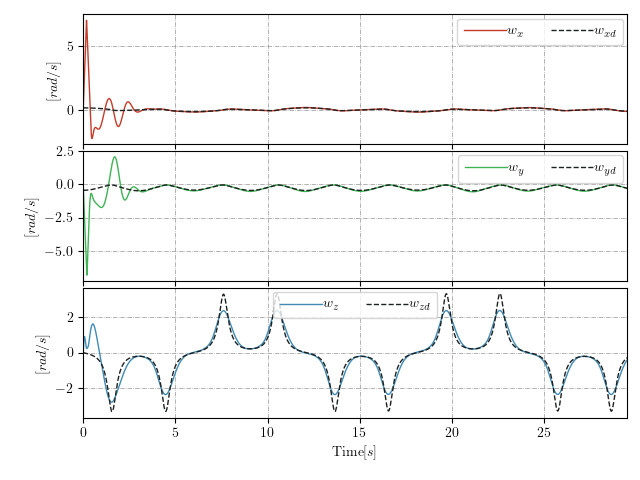 5
0
[rad/s]
w_x w_xd
2.5
0.0
−2.5
−5.0
[rad/s]
w_y w_yd
2
0
−2
[rad/s]
w_z w_zd
0 5 10 15 20 25
Time[s]